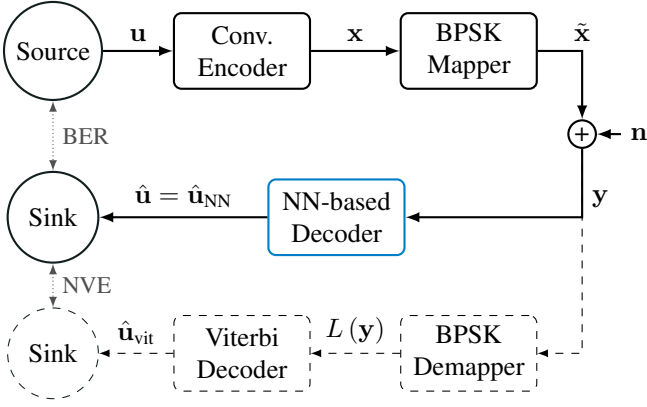 Source
u
Conv.
Encoder
x
BPSK
Mapper
x̃
BER
+
n
Sink
û = û_NN
NN-based
Decoder
y
NVE
Sink
û_vit
Viterbi
Decoder
L (y)
BPSK
Demapper